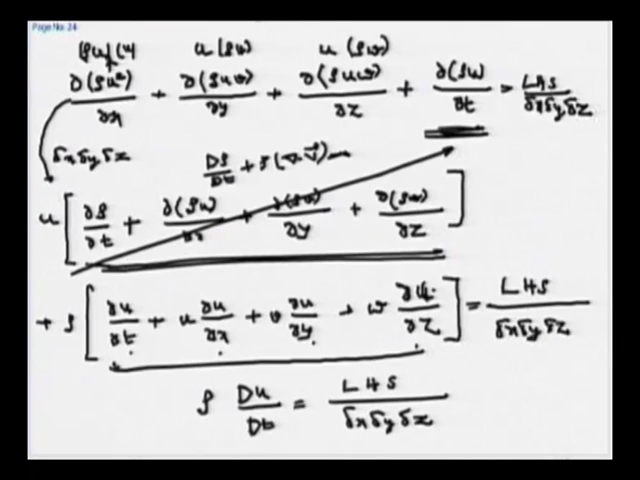 Page No. 24
(ρu)(u u(ρv) u(ρw)
∂(ρu²)/∂x + ∂(ρuv)/∂y + ∂(ρuw)/∂z + ∂(ρu)/∂t = LHS/δxδyδz
δxδyδz Dρ/Dt + ρ(∇.V)
u[∂ρ/∂t + ∂(ρu)/∂x + ∂(ρv)/∂y + ∂(ρw)/∂z]
+ ρ[∂u/∂t + u ∂u/∂x + v ∂u/∂y + w ∂u/∂z] = LHS/δxδyδz
ρ Du/Dt = LHS/δxδyδz